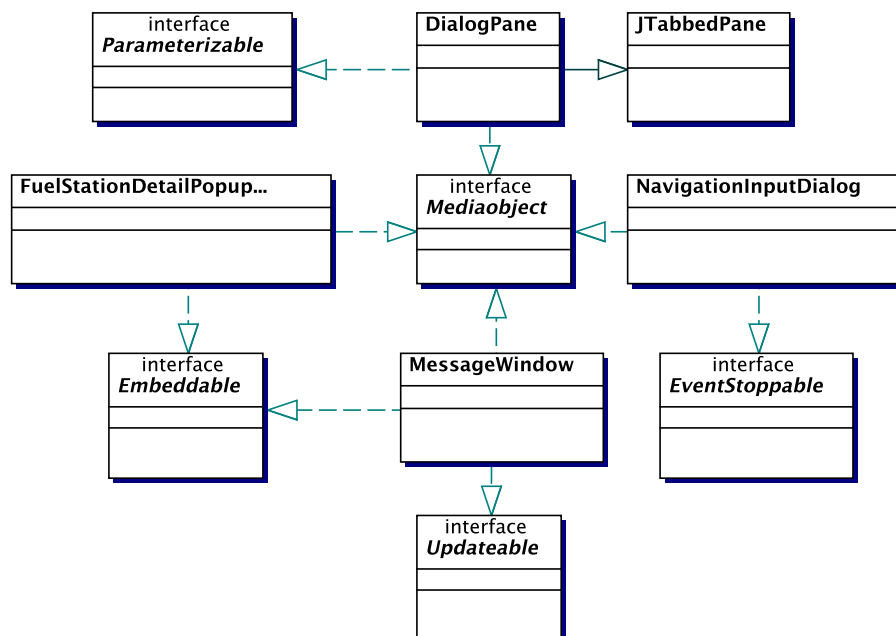 interface
Parameterizable
DialogPane
JTabbedPane
FuelStationDetailPopup...
interface
Mediaobject
NavigationInputDialog
interface
Embeddable
MessageWindow
interface
EventStoppable
interface
Updateable